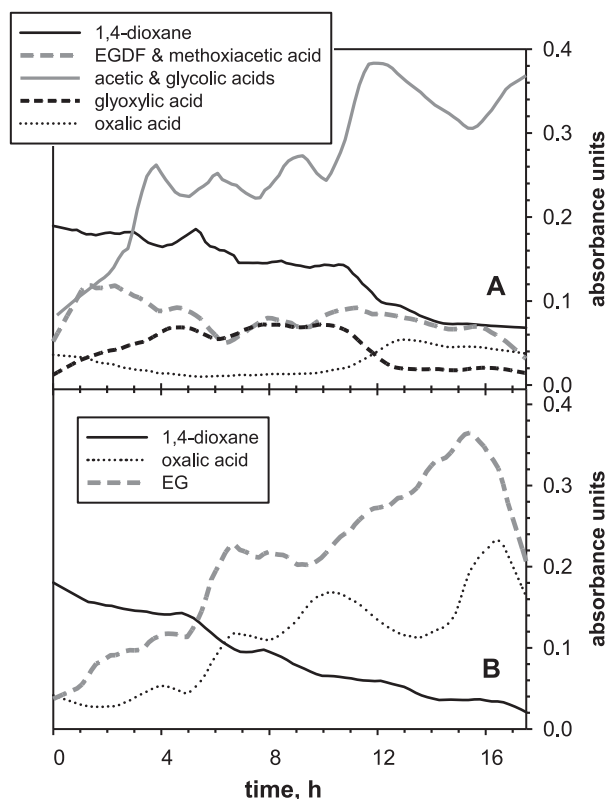 1,4-dioxane
EGDF & methoxiacetic acid
acetic & glycolic acids
glyoxylic acid
oxalic acid
0.4
0.3
0.2
0.1
0.0
absorbance units
A
1,4-dioxane
oxalic acid
EG
0.4
0.3
0.2
0.1
0.0
absorbance units
B
0 4 8 12 16
time, h